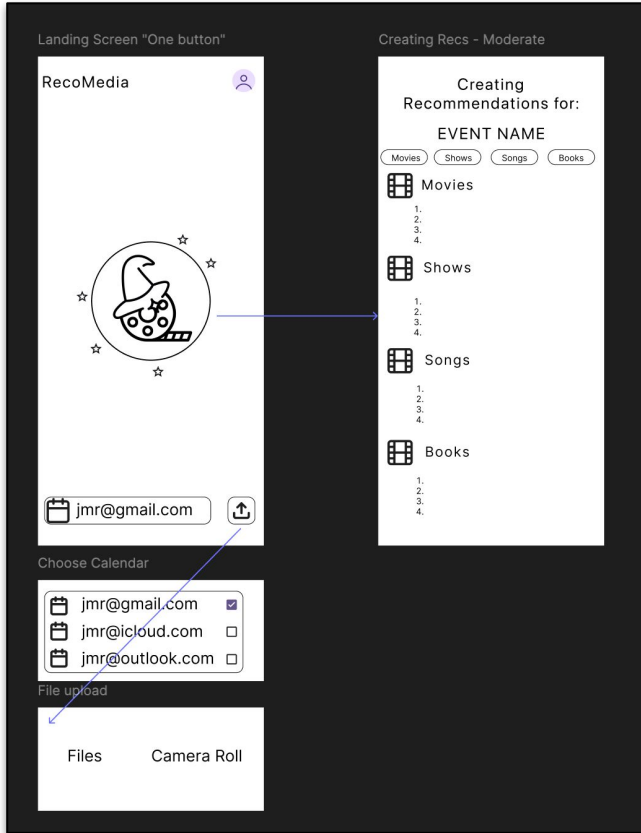 Landing Screen "One button"
RecoMedia
jmr@gmail.com
Choose Calendar
jmr@gmail.com
jmr@icloud.com
jmr@outlook.com
File upload
Files Camera Roll
Creating Recs - Moderate
Creating
Recommendations for:
EVENT NAME
Movies Shows Songs Books
Movies
1.
2.
3.
4.
Shows
1.
2.
3.
4.
Songs
1.
2.
3.
4.
Books
1.
2.
3.
4.